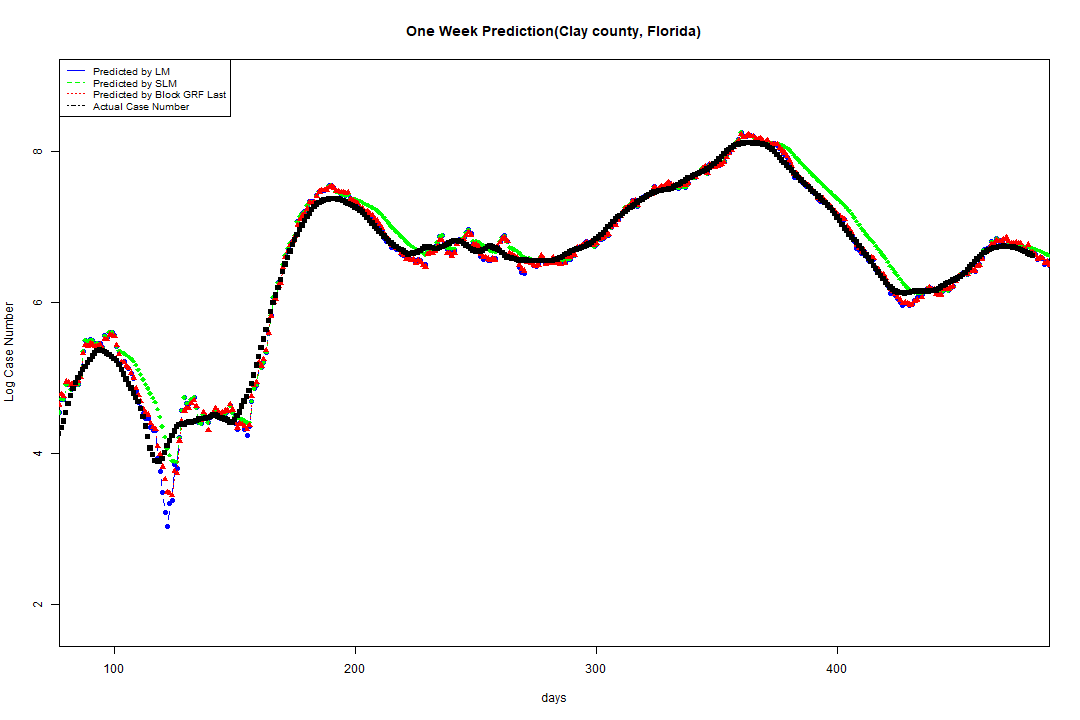 One Week Prediction(Clay county, Florida)
Predicted by LM
Predicted by SLM
Predicted by Block GRF Last
Actual Case Number
8
6
4
2
Log Case Number
100
200
300
400
days